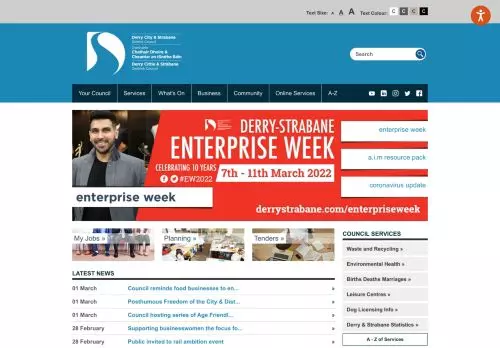 Text Size: A A A Text Colour: C C C C
Derry City & Strabane
District Council
Comhairle
Chathair Dhoire &
Cheantar an tSratha Báin
Derry Cittie & Strabane
Destrick Cooncil
Search
Your Council
Services
What's On
Business
Community
Online Services
A-Z
DERRY-STRABANE
ENTERPRISE WEEK
CELEBRATING 10 YEARS
#EW2022
7th - 11th March 2022
derrystrabane.com/enterpriseweek
enterprise week
enterprise week
a.i.m resource pack
coronavirus update
My Jobs »
Planning »
Tenders »
LATEST NEWS
01 March Council reminds food businesses to en... »
01 March Posthumous Freedom of the City & Dist... »
01 March Council hosting series of Age Friendl... »
28 February Supporting businesswomen the focus fo... »
28 February Public invited to rail ambition event »
COUNCIL SERVICES
Waste and Recycling »
Environmental Health »
Births Deaths Marriages »
Leisure Centres »
Dog Licensing Info »
Derry & Strabane Statistics »
A - Z of Services